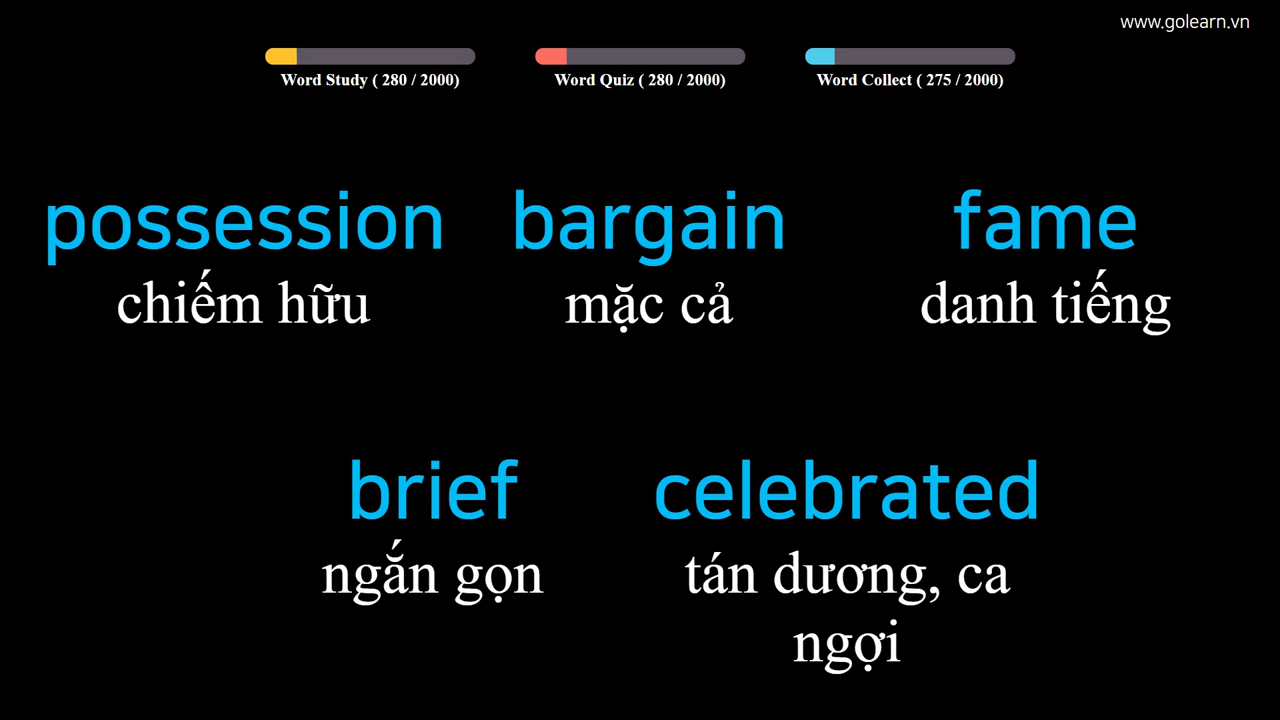 www.golearn.vn
Word Study ( 280 / 2000)
Word Quiz ( 280 / 2000)
Word Collect ( 275 / 2000)
possession
bargain
fame
chiếm hữu
mặc cả
danh tiếng
brief
celebrated
ngắn gọn
tán dương, ca
ngợi